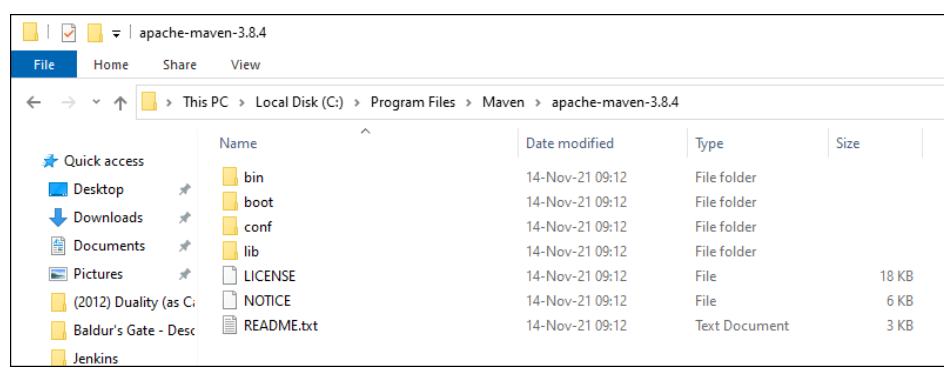 apache-maven-3.8.4
File Home Share View
This PC > Local Disk (C:) > Program Files > Maven > apache-maven-3.8.4
Name Date modified Type Size
Quick access
Desktop
Downloads
Documents
Pictures
(2012) Duality (as Ca
Baldur's Gate - Desc
Jenkins
bin 14-Nov-21 09:12 File folder
boot 14-Nov-21 09:12 File folder
conf 14-Nov-21 09:12 File folder
lib 14-Nov-21 09:12 File folder
LICENSE 14-Nov-21 09:12 File 18 KB
NOTICE 14-Nov-21 09:12 File 6 KB
README.txt 14-Nov-21 09:12 Text Document 3 KB